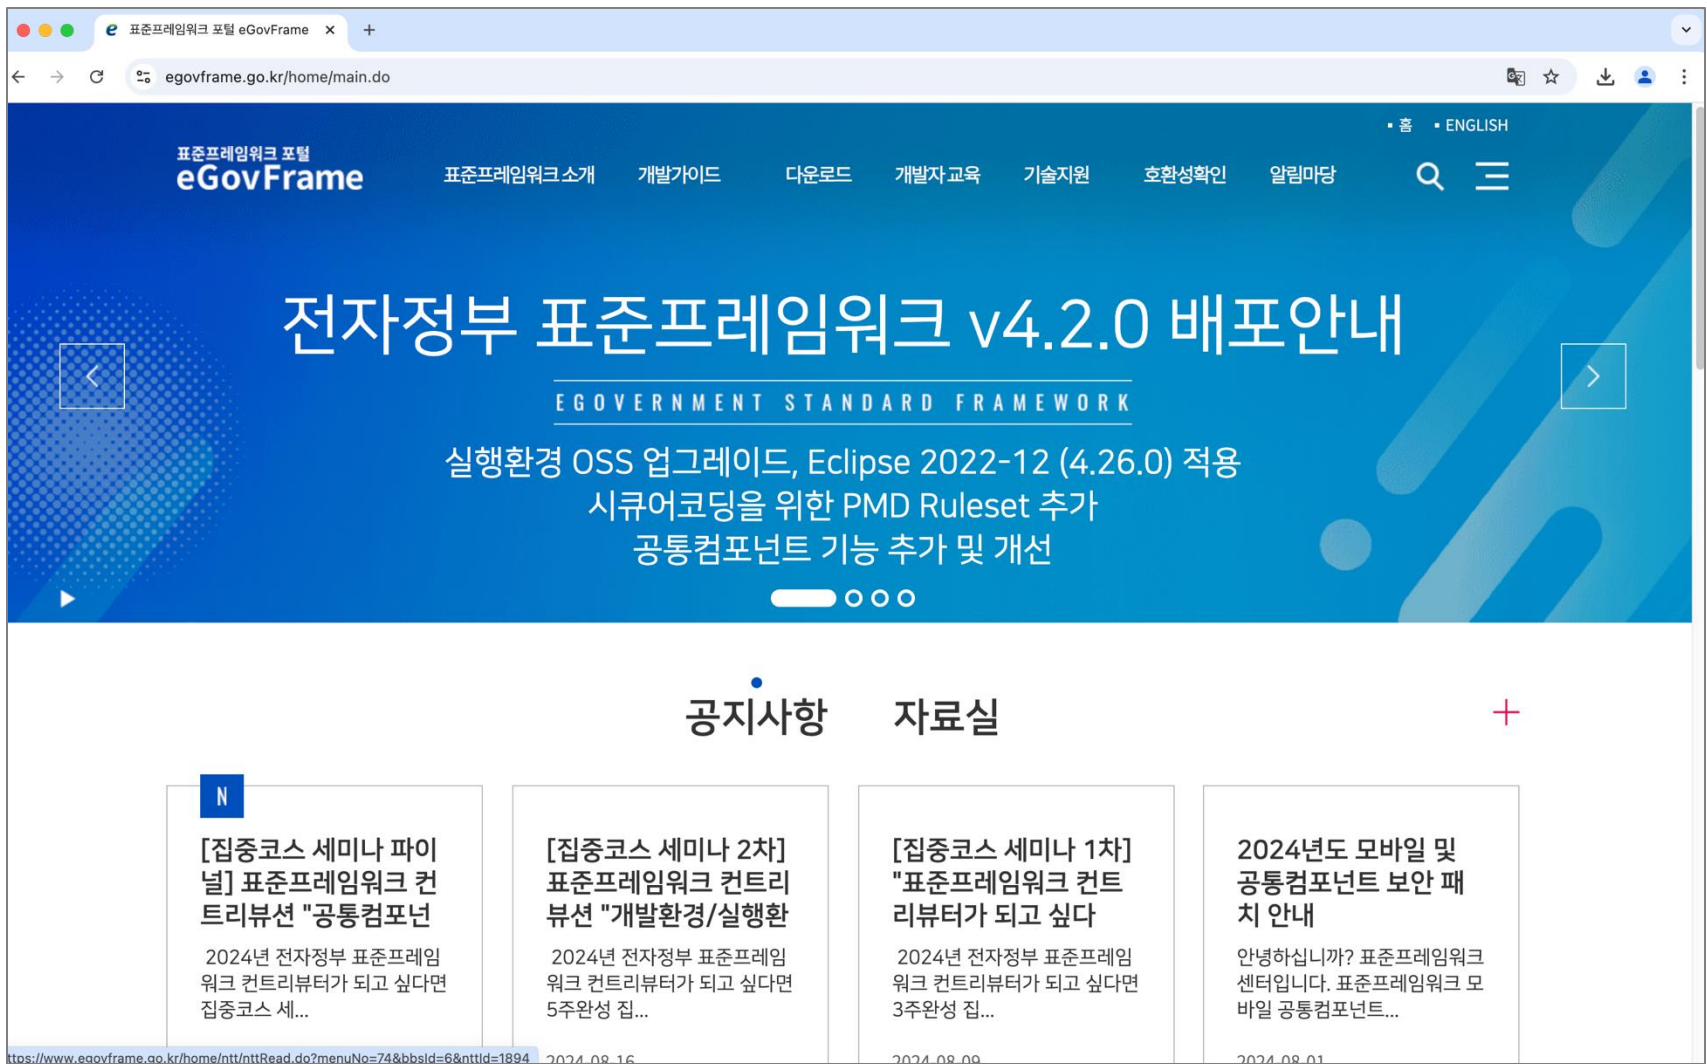 표준프레임워크 포털 eGovFrame
egovframe.go.kr/home/main.do
홈 ENGLISH
표준프레임워크 포털
eGovFrame
표준프레임워크 소개 개발가이드 다운로드 개발자 교육 기술지원 호환성확인 알림마당
전자정부 표준프레임워크 v4.2.0 배포안내
EGOVERNMENT STANDARD FRAMEWORK
실행환경 OSS 업그레이드, Eclipse 2022-12 (4.26.0) 적용
시큐어코딩을 위한 PMD Ruleset 추가
공통컴포넌트 기능 추가 및 개선
공지사항 자료실
N
[집중코스 세미나 파이
널] 표준프레임워크 컨
트리뷰션 "공통컴포넌
2024년 전자정부 표준프레임
워크 컨트리뷰터가 되고 싶다면
집중코스 세...
[집중코스 세미나 2차]
표준프레임워크 컨트리
뷰션 "개발환경/실행환
2024년 전자정부 표준프레임
워크 컨트리뷰터가 되고 싶다면
5주완성 집...
2024-08-16
[집중코스 세미나 1차]
"표준프레임워크 컨트
리뷰터가 되고 싶다
2024년 전자정부 표준프레임
워크 컨트리뷰터가 되고 싶다면
3주완성 집...
2024-08-09
2024년도 모바일 및
공통컴포넌트 보안 패
치 안내
안녕하십니까? 표준프레임워크
센터입니다. 표준프레임워크 모
바일 공통컴포넌트...
2024-08-01
ttps://www.egovframe.go.kr/home/ntt/nttRead.do?menuNo=74&bbsId=6&nttId=1894